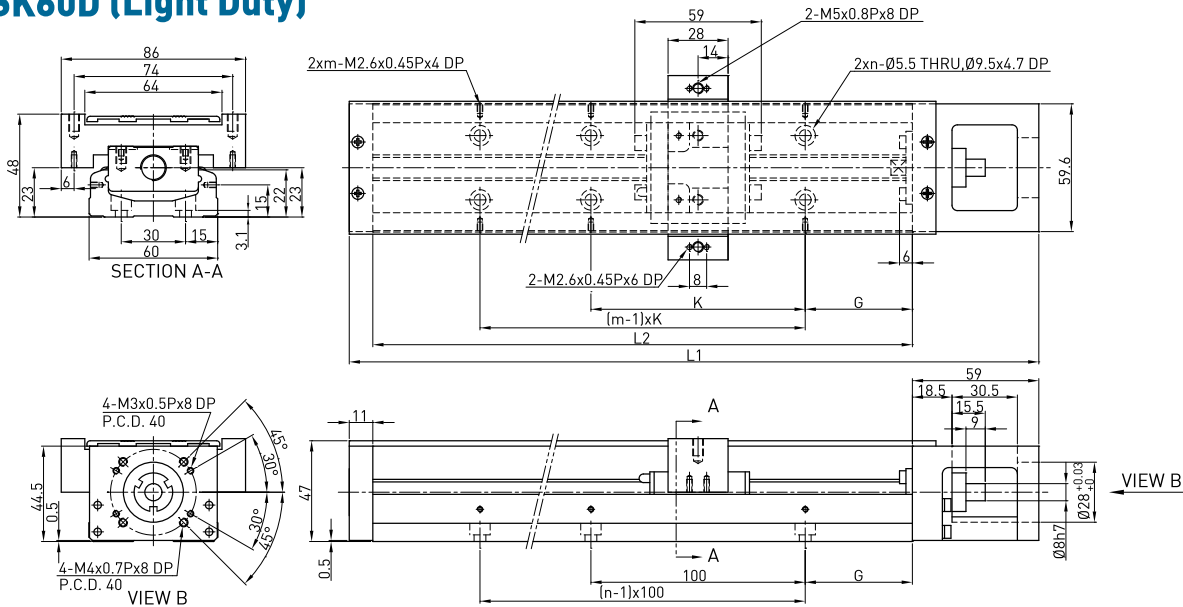 SK60D (Light Duty)
86
74
64
48
23
6
15
22
23
3.1
30
15
60
SECTION A-A
59
28
14
2-M5x0.8Px8 DP
2xm-M2.6x0.45Px4 DP
2xn-Ø5.5 THRU,Ø9.5x4.7 DP
59.6
2-M2.6x0.45Px6 DP
8
6
K
G
(m-1)xK
L2
L1
4-M3x0.5Px8 DP
P.C.D. 40
45°
30°
30°
45°
44.5
0.5
4-M4x0.7Px8 DP
P.C.D. 40
VIEW B
11
47
0.5
A
A
100
G
(n-1)x100
59
18.5
30.5
15.5
9
Ø28 +0.03 +0
Ø8h7
VIEW B